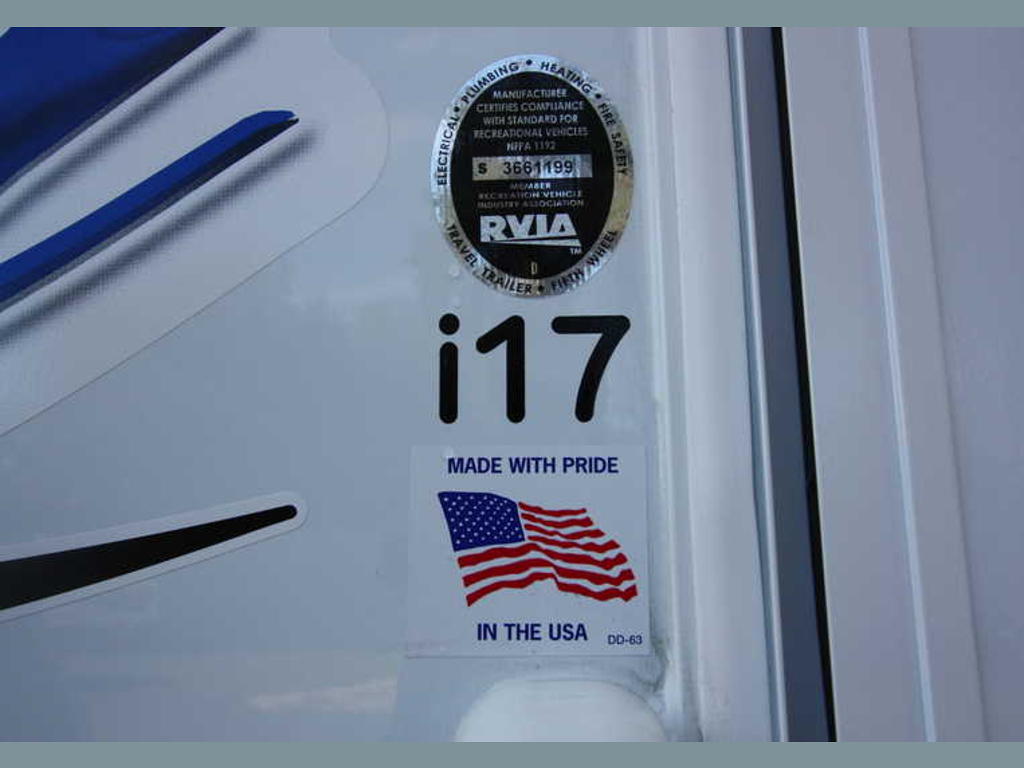 ELECTRICAL • PLUMBING • HEATING • FIRE SAFETY
MANUFACTURER
CERTIFIES COMPLIANCE
WITH STANDARD FOR
RECREATIONAL VEHICLES
NFPA 1192
S 3661199
MEMBER
RECREATION VEHICLE
INDUSTRY ASSOCIATION
RVIA
TM
D
TRAVEL TRAILER • FIFTH WHEEL
i17
MADE WITH PRIDE
IN THE USA
DD-63